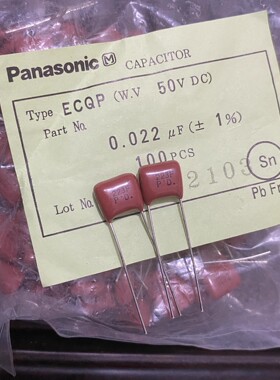 Panasonic M CAPACITOR
Type ECQP (W.V 50V DC)
Part No
0.022 μF (± 1%)
100 PCS
Lot No 2103
Sn
Pb Fr